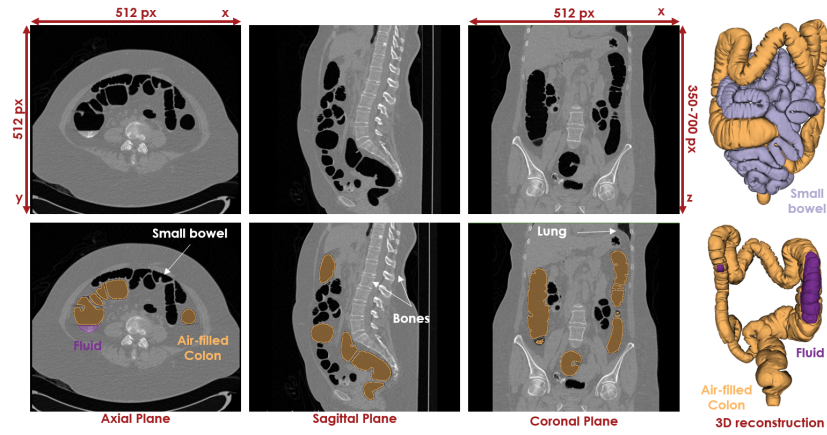 512 px
x
512 px
x
512 px
y
350-700 px
z
Small
bowel
Small bowel
Fluid
Air-filled
Colon
Bones
Lung
Fluid
Air-filled
Colon
Axial Plane
Sagittal Plane
Coronal Plane
3D reconstruction